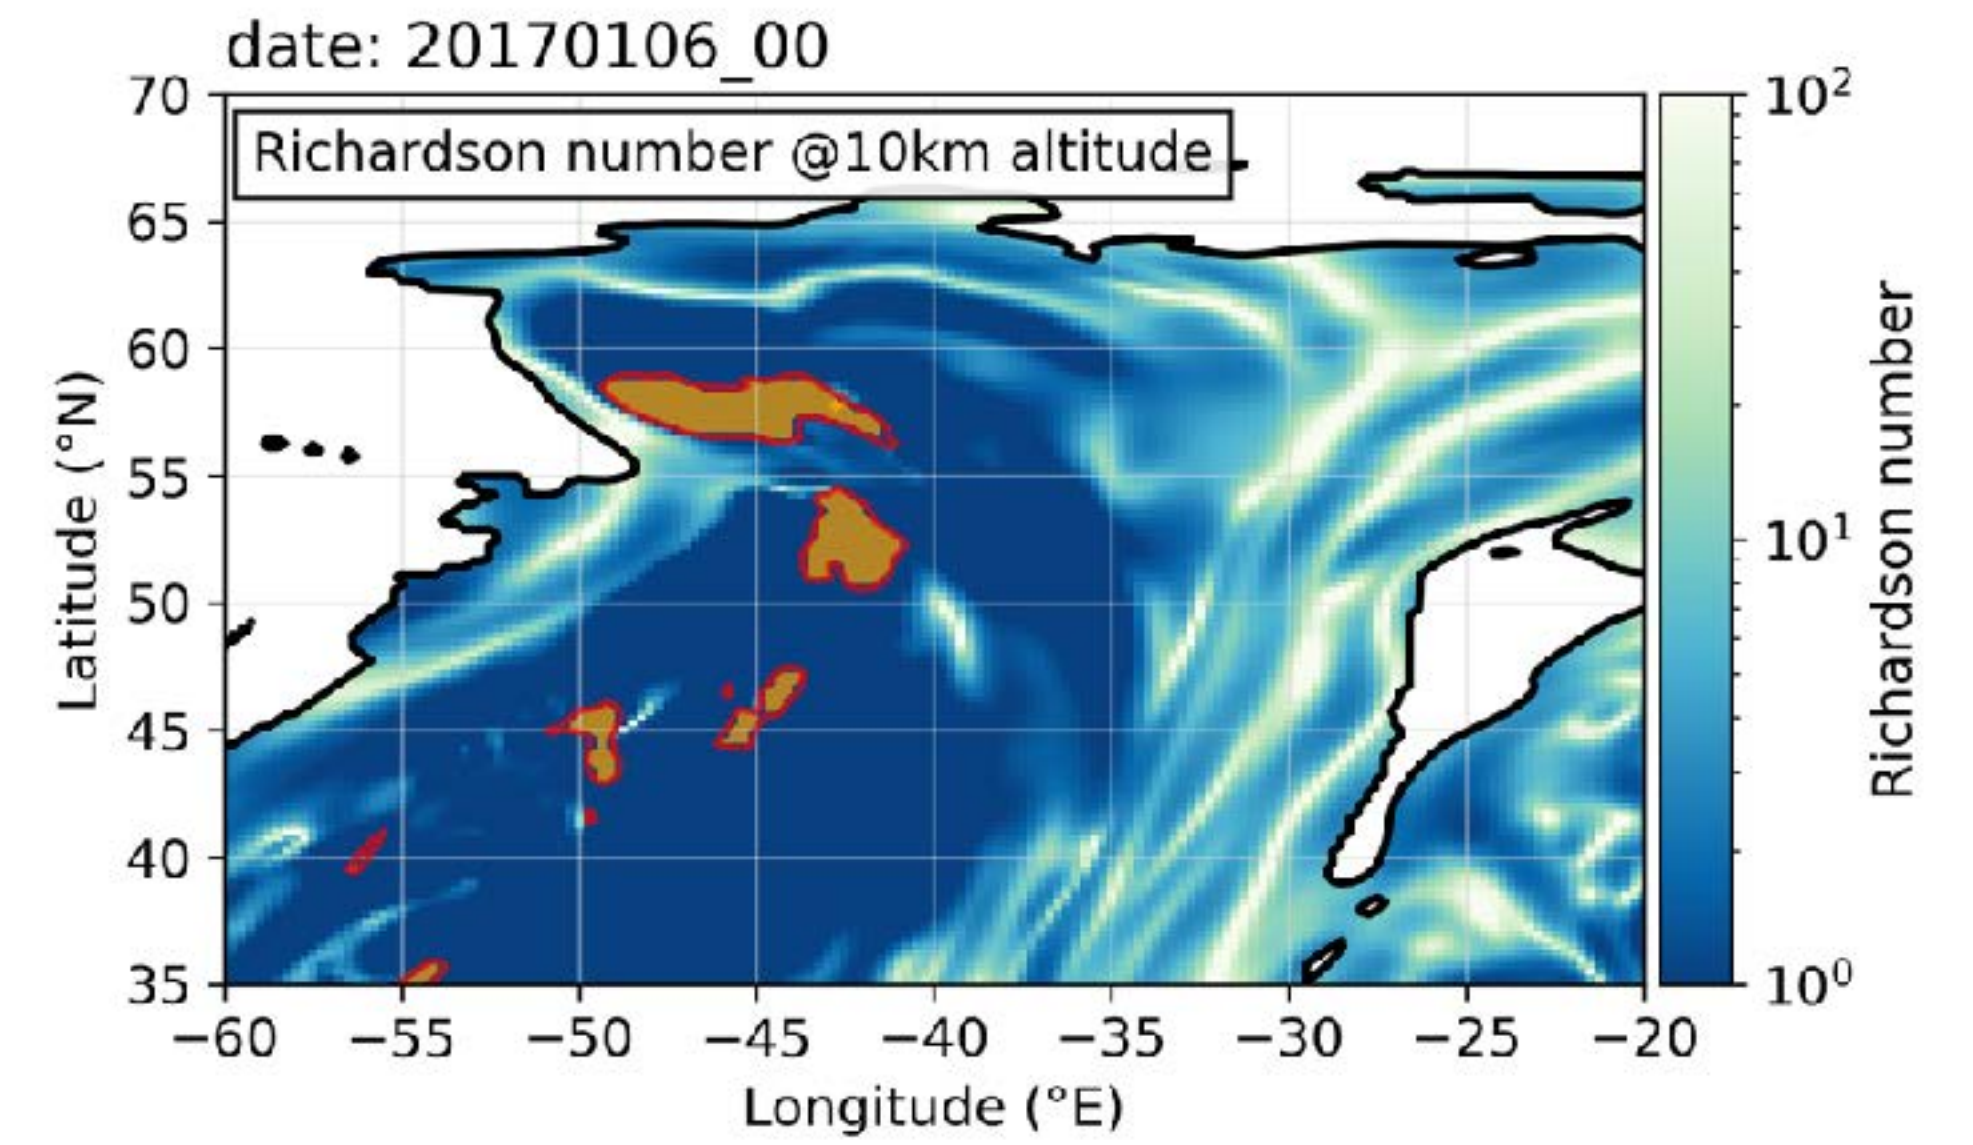 date: 20170106_00
Richardson number @10km altitude
70
65
60
55
50
45
40
35
Latitude (°N)
−60 −55 −50 −45 −40 −35 −30 −25 −20
Longitude (°E)
10²
10¹
10⁰
Richardson number